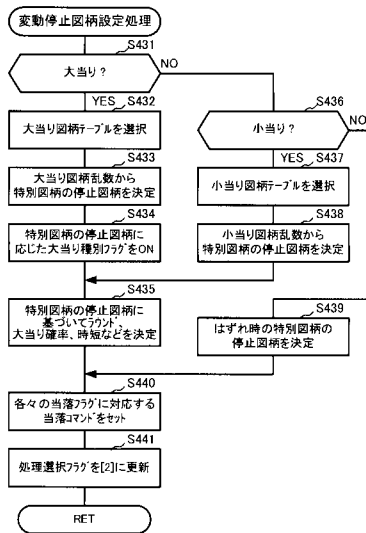 変動停止図柄設定処理
S431
大当り?
NO
YES
S432
大当り図柄テーブルを選択
S433
大当り図柄乱数から
特別図柄の停止図柄を決定
S434
特別図柄の停止図柄に
応じた大当り種別フラグをON
S436
小当り?
NO
YES
S437
小当り図柄テーブルを選択
S438
小当り図柄乱数から
特別図柄の停止図柄を決定
S435
特別図柄の停止図柄に
基づいてラウンド、
大当り確率、時短などを決定
S439
はずれ時の特別図柄の
停止図柄を決定
S440
各々の当落フラグに対応する
当落コマンドをセット
S441
処理選択フラグを[2]に更新
RET